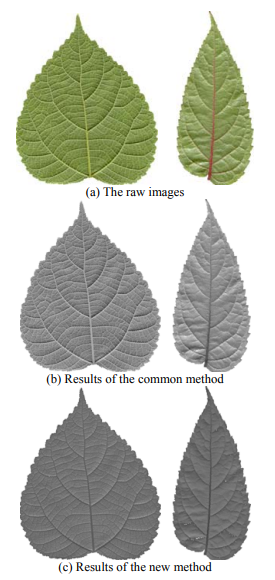 (a) The raw images
(b) Results of the common method
(c) Results of the new method